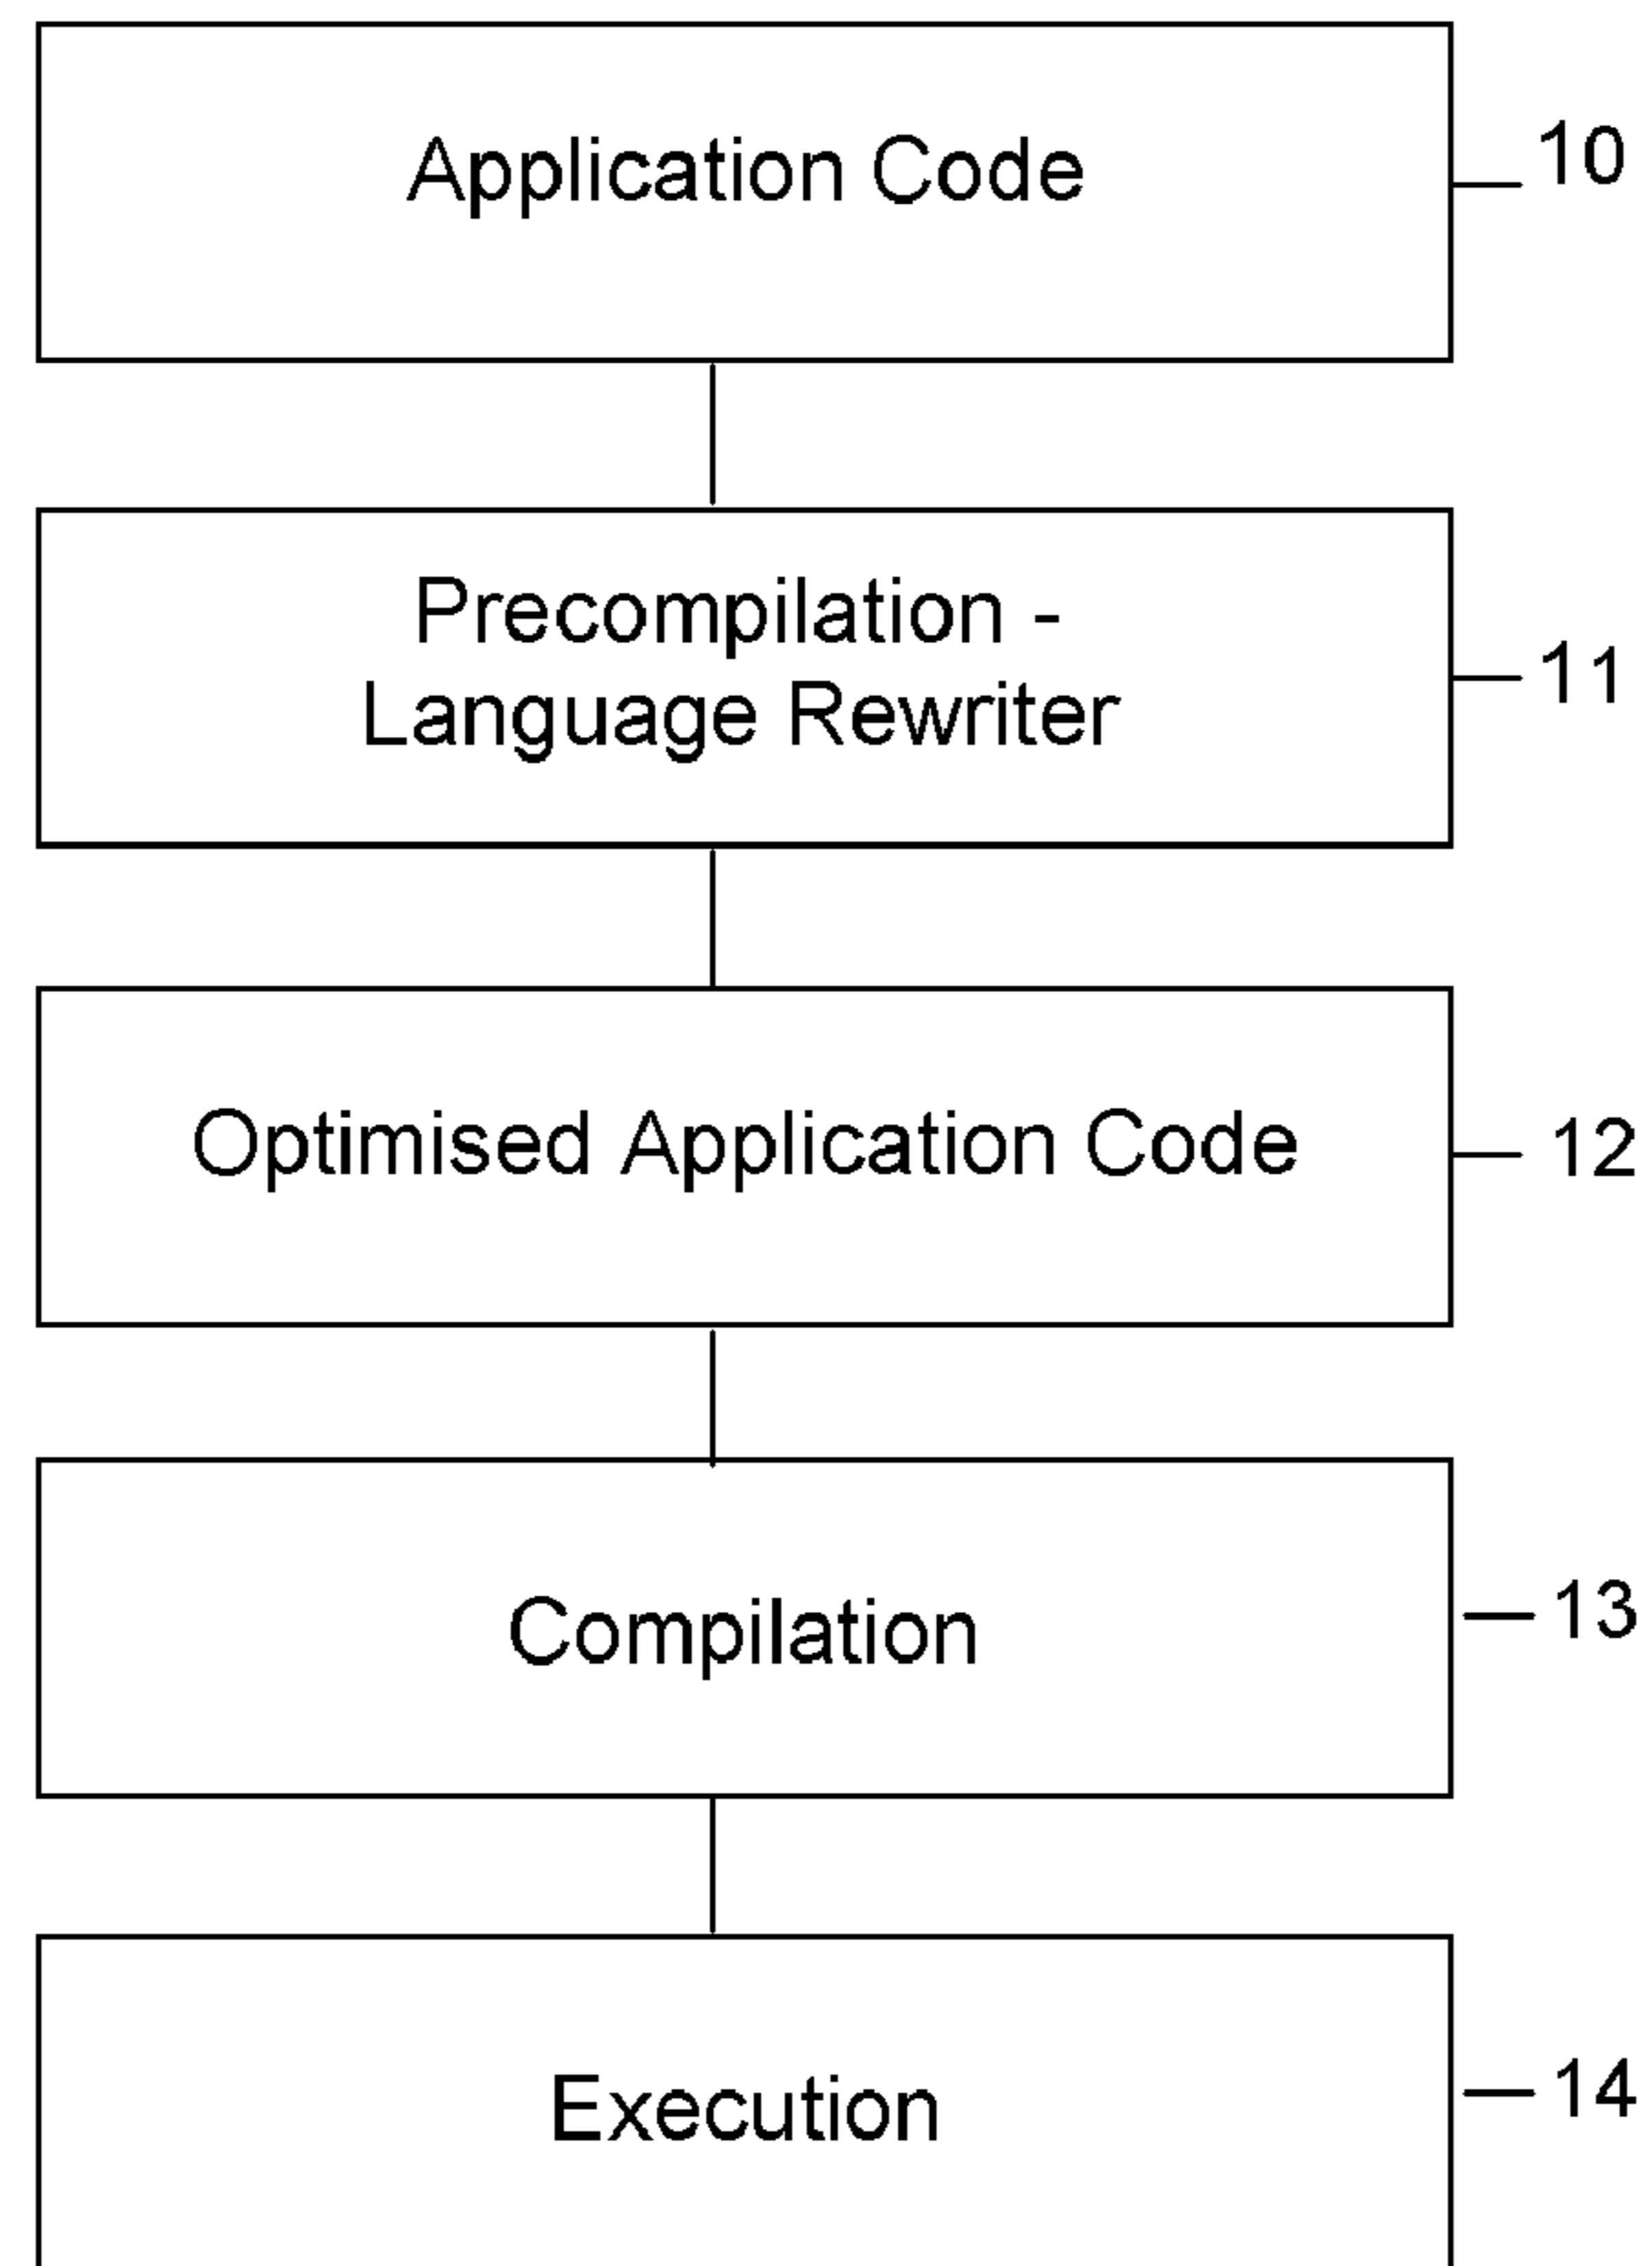 Application Code
10
Precompilation -
Language Rewriter
11
Optimised Application Code
12
Compilation
13
Execution
14